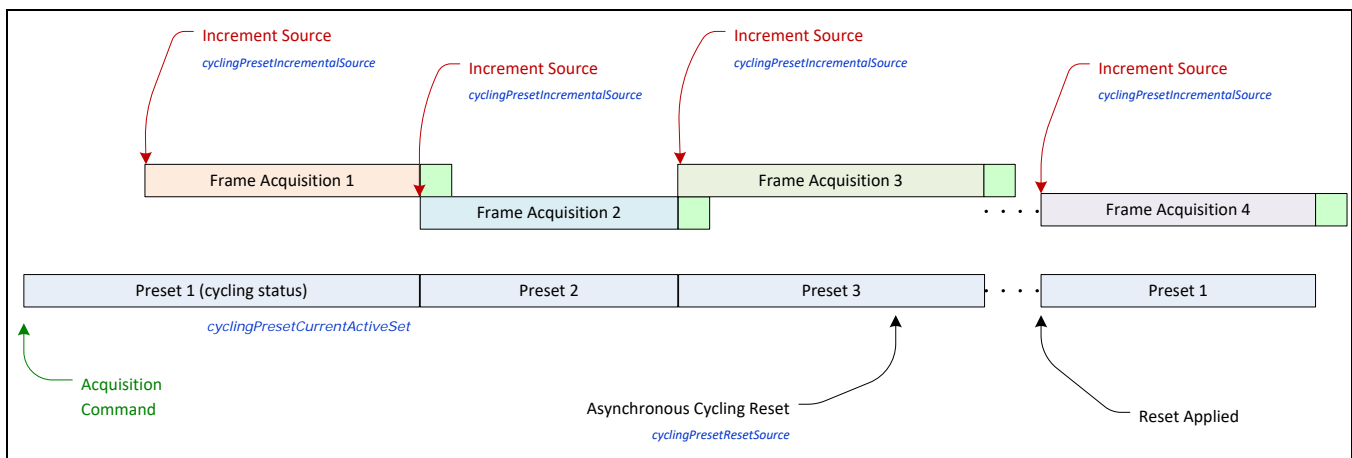 Increment Source
cyclingPresetIncrementalSource
Increment Source
cyclingPresetIncrementalSource
Increment Source
cyclingPresetIncrementalSource
Increment Source
cyclingPresetIncrementalSource
Frame Acquisition 1
Frame Acquisition 2
Frame Acquisition 3
. . . .
Frame Acquisition 4
Preset 1 (cycling status)
Preset 2
Preset 3
. . . .
Preset 1
cyclingPresetCurrentActiveSet
Acquisition
Command
Asynchronous Cycling Reset
cyclingPresetResetSource
Reset Applied